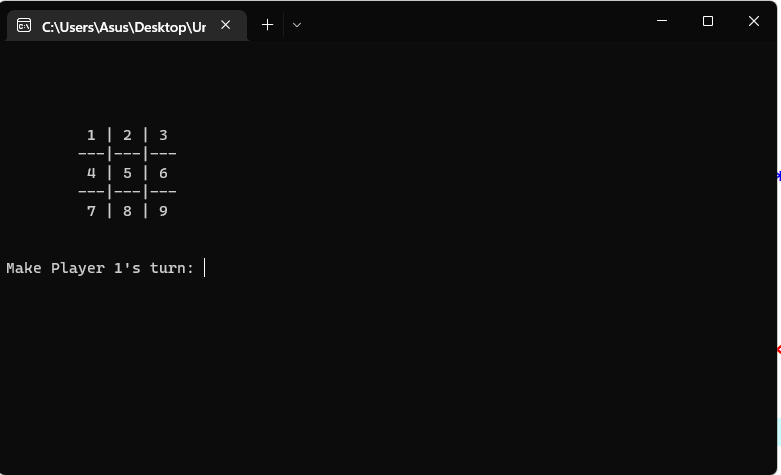 C:\Users\Asus\Desktop\Ur
1 | 2 | 3
---|---|---
4 | 5 | 6
---|---|---
7 | 8 | 9
Make Player 1's turn: